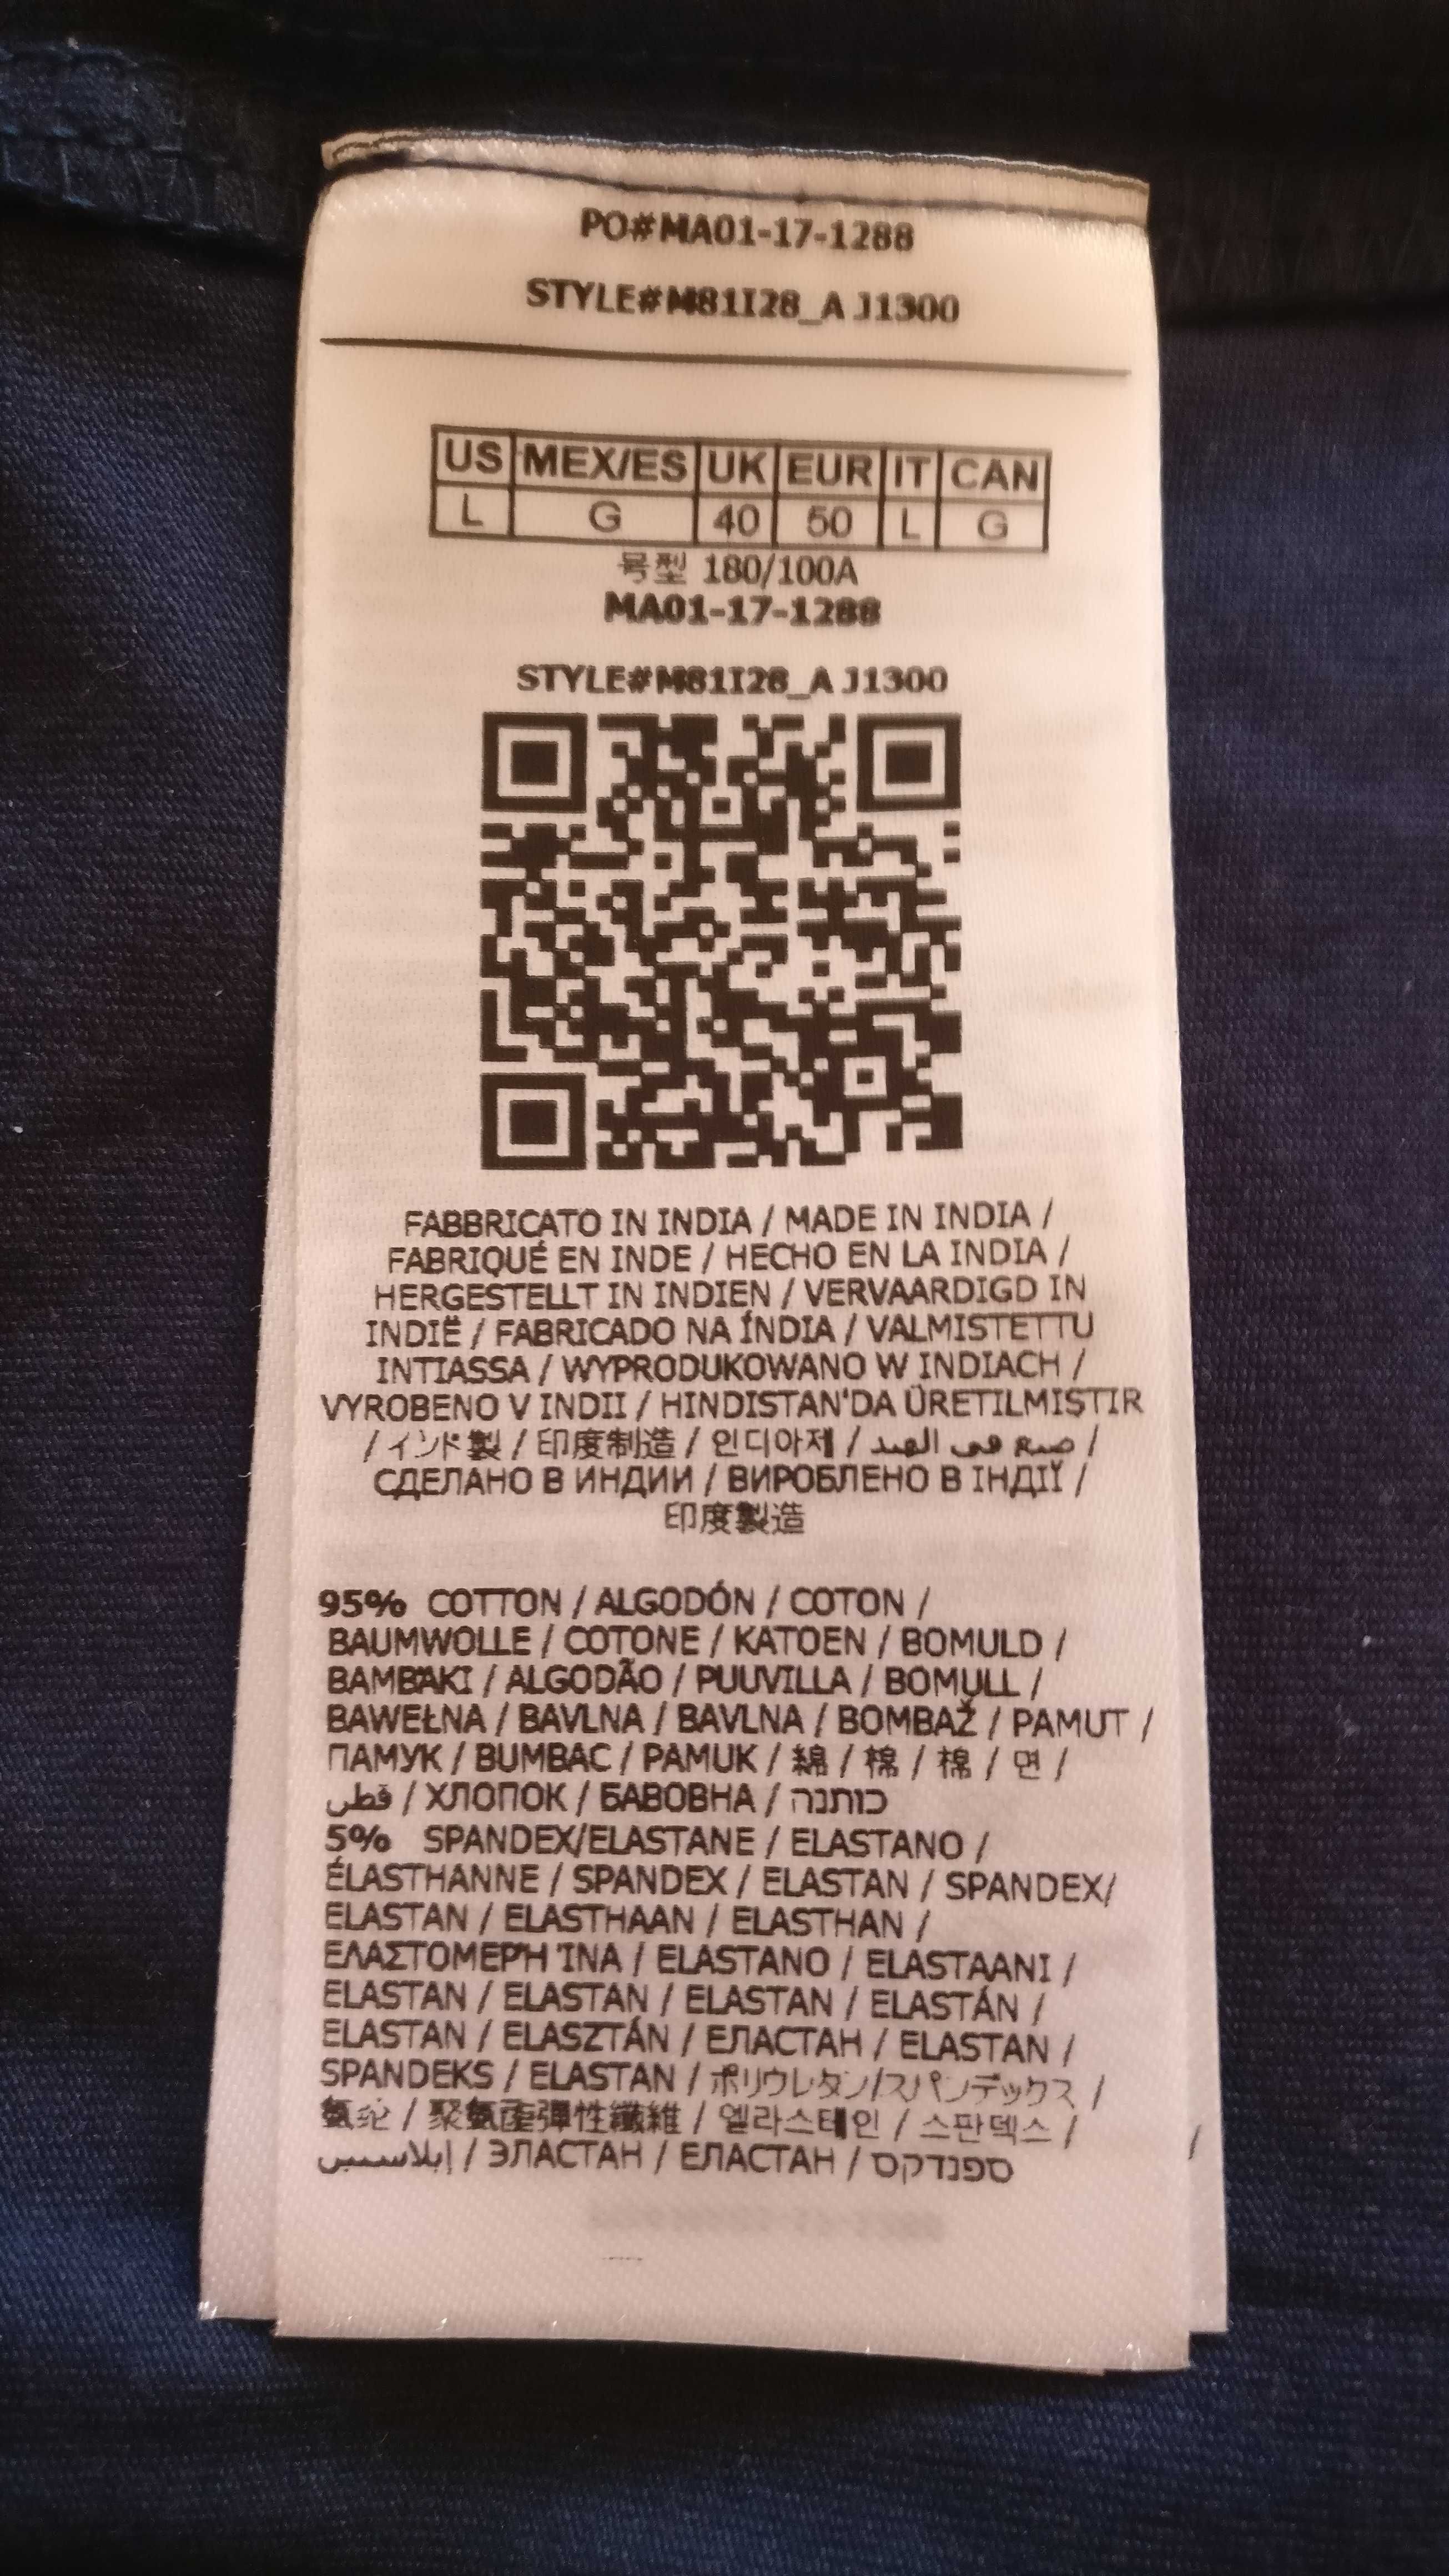 PO#MA01-17-1288
STYLE#M81I28_A J1300
US MEX/ES UK EUR IT CAN
L G 40 50 L G
号型 180/100A
MA01-17-1288
STYLE#M81I28_A J1300
FABBRICATO IN INDIA / MADE IN INDIA /
FABRIQUÉ EN INDE / HECHO EN LA INDIA /
HERGESTELLT IN INDIEN / VERVAARDIGD IN
INDIË / FABRICADO NA ÍNDIA / VALMISTETTU
INTIASSA / WYPRODUKOWANO W INDIACH /
VYROBENO V INDII / HINDISTAN'DA ÜRETILMIŞTIR
/ インド製 / 印度制造 / 인디아제 / صنع في الهند /
СДЕЛАНО В ИНДИИ / ВИРОБЛЕНО В ІНДІЇ /
印度製造
95% COTTON / ALGODÓN / COTON /
BAUMWOLLE / COTONE / KATOEN / BOMULD /
ΒΑΜΒΆΚΙ / ALGODÃO / PUUVILLA / BOMULL /
BAWEŁNA / BAVLNA / BAVLNA / BOMBAŽ / PAMUT /
ПАМУК / BUMBAC / PAMUK / 綿 / 棉 / 棉 / 면 /
قطن / ХЛОПОК / БАВОВНА / כותנה
5% SPANDEX/ELASTANE / ELASTANO /
ÉLASTHANNE / SPANDEX / ELASTAN / SPANDEX/
ELASTAN / ELASTHAAN / ELASTHAN /
ΕΛΑΣΤΟΜΕΡΉ ΊΝΑ / ELASTANO / ELASTAANI /
ELASTAN / ELASTAN / ELASTAN / ELASTÁN /
ELASTAN / ELASZTÁN / ЕЛАСТАН / ELASTAN /
SPANDEKS / ELASTAN / ポリウレタン/スパンデックス /
氨纶 / 聚氨酯彈性纖維 / 엘라스테인 / 스판덱스 /
إيلاستين / ЭЛАСТАН / ЕЛАСТАН / ספנדקס